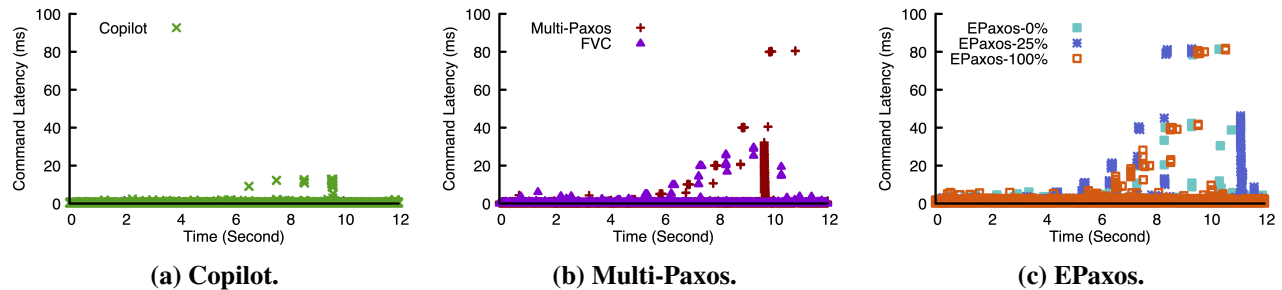 Command Latency (ms)
100
80
60
40
20
0
Copilot
0 2 4 6 8 10 12
Time (Second)
(a) Copilot.
Command Latency (ms)
100
80
60
40
20
0
Multi-Paxos
FVC
0 2 4 6 8 10 12
Time (Second)
(b) Multi-Paxos.
Command Latency (ms)
100
80
60
40
20
0
EPaxos-0%
EPaxos-25%
EPaxos-100%
0 2 4 6 8 10 12
Time (Second)
(c) EPaxos.